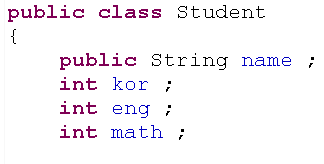 public class Student
{
    public String name ;
    int kor ;
    int eng ;
    int math ;